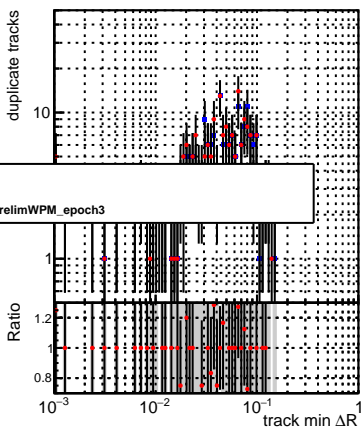 duplicate tracks
10
relimWPM_epoch3
1
Ratio
1.2
1
0.8
10⁻³
10⁻²
10⁻¹
1
track min ΔR